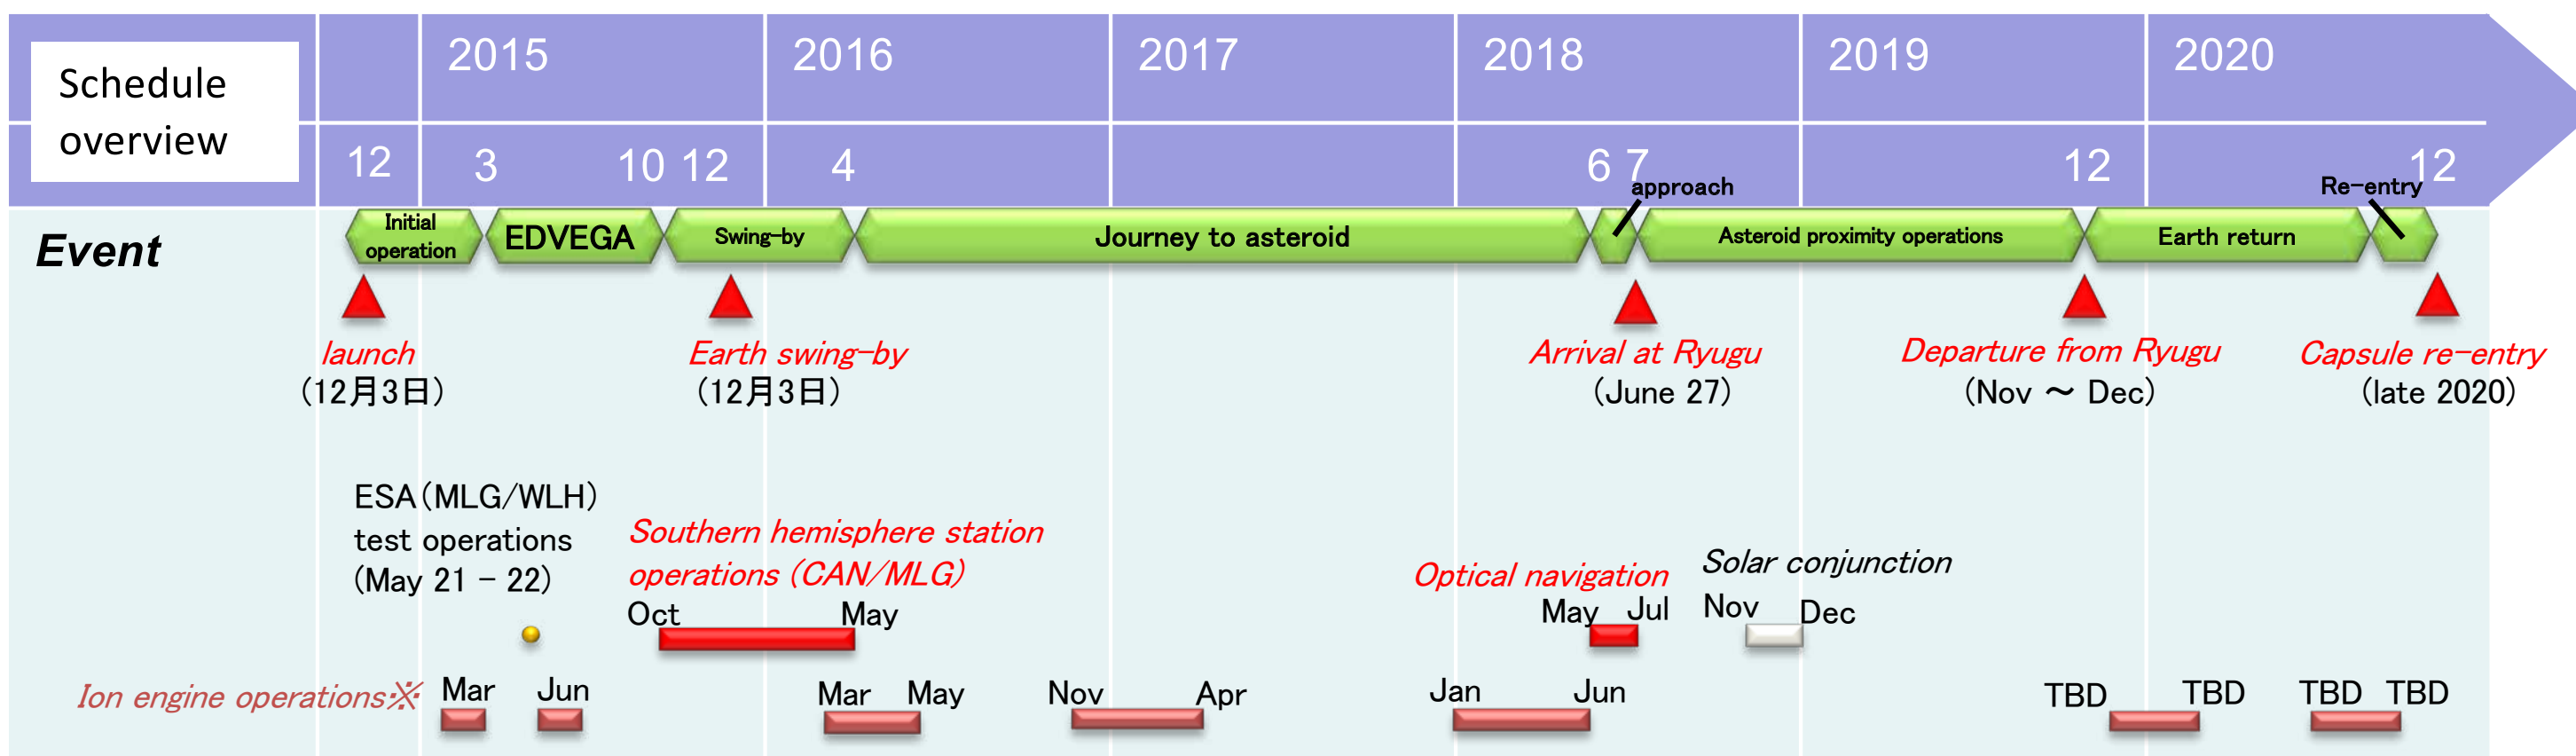 Schedule
overview
2015 2016 2017 2018 2019 2020
12 3 10 12 4 6 7 12 12
approach Re-entry
Event
Initial
operation
EDVEGA Swing-by Journey to asteroid Asteroid proximity operations Earth return
launch Earth swing-by Arrival at Ryugu Departure from Ryugu Capsule re-entry
(12月3日) (12月3日) (June 27) (Nov ～ Dec) (late 2020)
ESA(MLG/WLH)
test operations
(May 21 - 22)
Southern hemisphere station
operations (CAN/MLG)
Oct May
Optical navigation
May Jul
Solar conjunction
Nov Dec
Ion engine operations※ Mar Jun Mar May Nov Apr Jan Jun TBD TBD TBD TBD